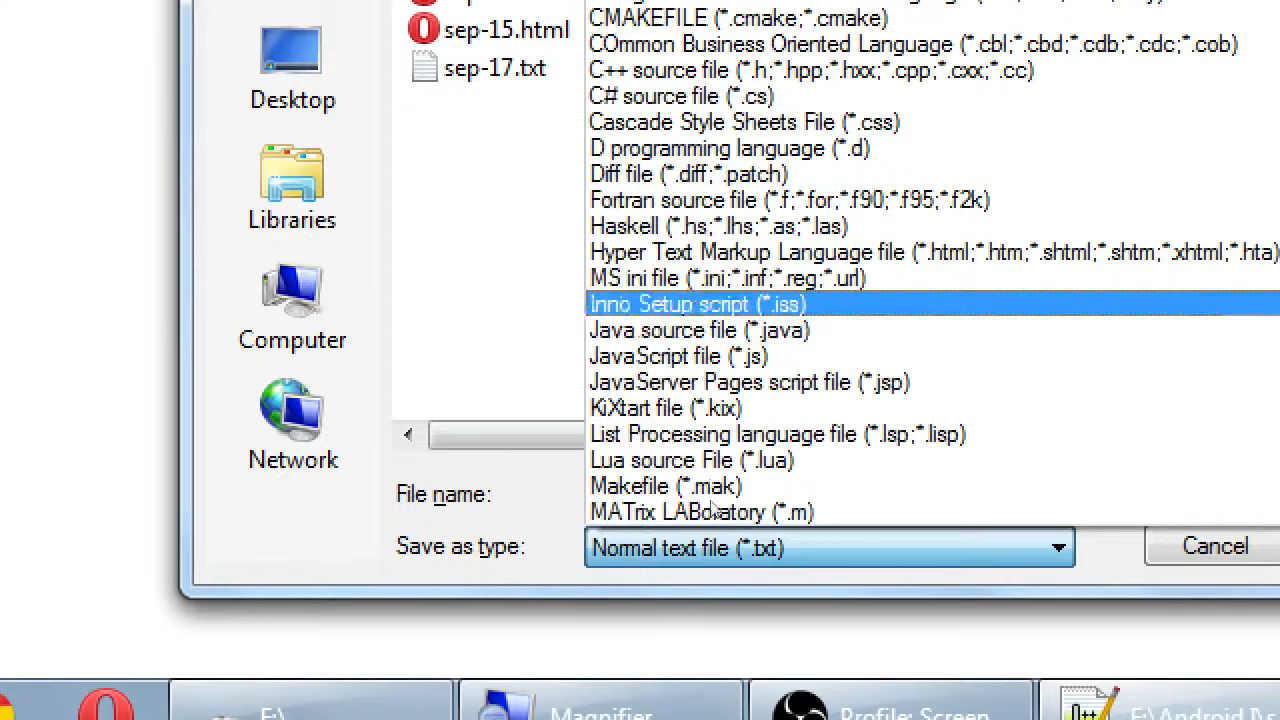 sep-15.html
sep-17.txt
Desktop
Libraries
Computer
Network
CMAKEFILE (*.cmake;*.cmake)
COmmon Business Oriented Language (*.cbl;*.cbd;*.cdb;*.cdc;*.cob)
C++ source file (*.h;*.hpp;*.hxx;*.cpp;*.cxx;*.cc)
C# source file (*.cs)
Cascade Style Sheets File (*.css)
D programming language (*.d)
Diff file (*.diff;*.patch)
Fortran source file (*.f;*.for;*.f90;*.f95;*.f2k)
Haskell (*.hs;*.lhs;*.as;*.las)
Hyper Text Markup Language file (*.html;*.htm;*.shtml;*.shtm;*.xhtml;*.hta)
MS ini file (*.ini;*.inf;*.reg;*.url)
Inno Setup script (*.iss)
Java source file (*.java)
JavaScript file (*.js)
JavaServer Pages script file (*.jsp)
KiXtart file (*.kix)
List Processing language file (*.lsp;*.lisp)
Lua source File (*.lua)
Makefile (*.mak)
MATrix LABoratory (*.m)
File name:
Save as type:
Normal text file (*.txt)
Cancel
F:\
Magnifier
Profile: Screen
F:\Android